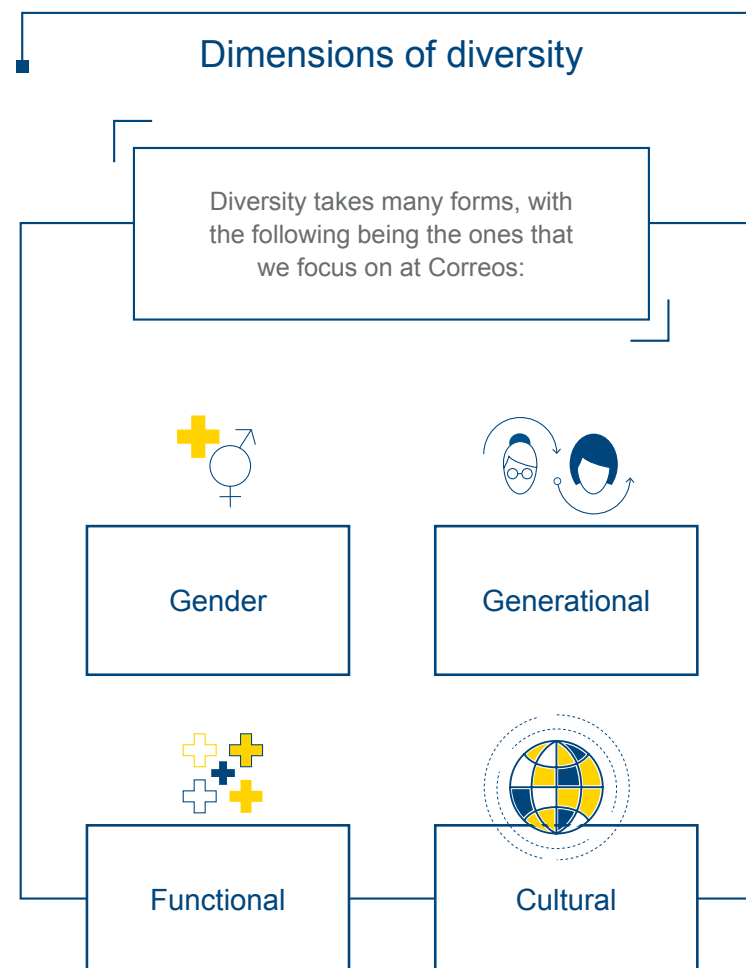 Dimensions of diversity
Diversity takes many forms, with
the following being the ones that
we focus on at Correos:
Gender
Generational
Functional
Cultural